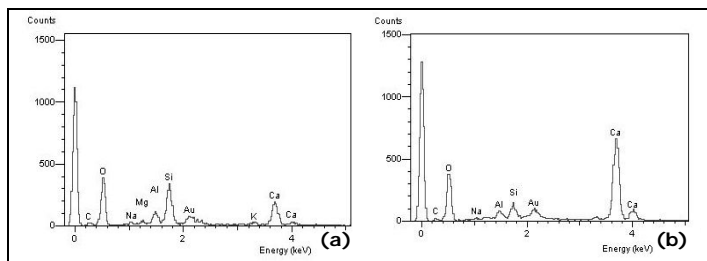 Counts
1500
1000
500
0
C
O
Na
Mg
Al
Si
Au
K
Ca
Ca
0
2
4
Energy (keV)
(a)
Counts
1500
1000
500
0
C
O
Na
Al
Si
Au
Ca
Ca
0
2
4
Energy (keV)
(b)